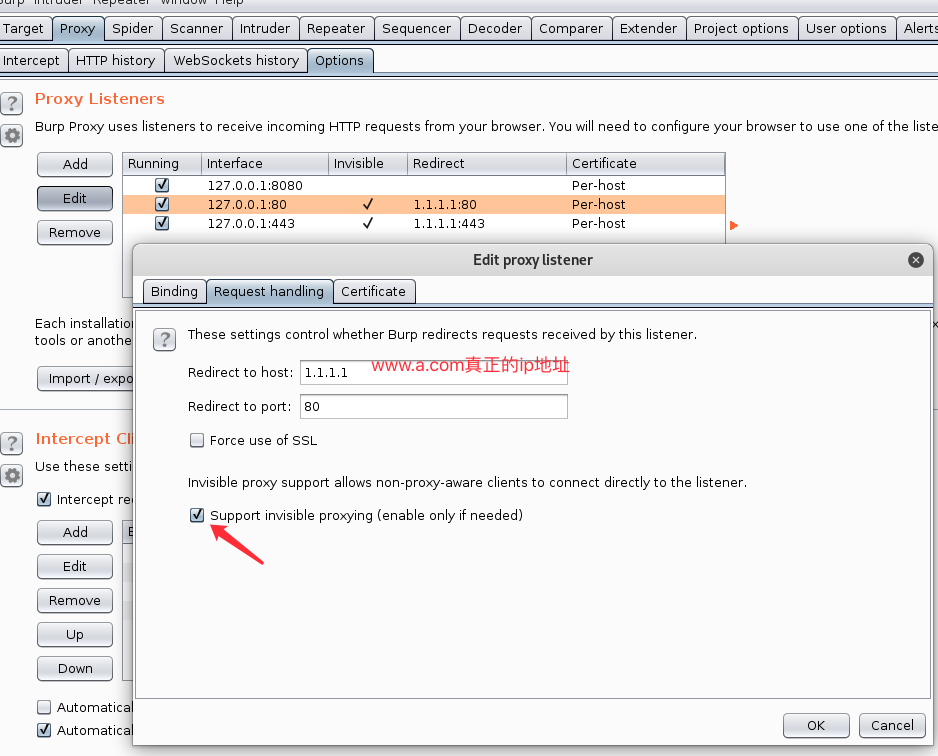 Burp Intruder Repeater Window Help
Target Proxy Spider Scanner Intruder Repeater Sequencer Decoder Comparer Extender Project options User options Alerts
Intercept HTTP history WebSockets history Options
? Proxy Listeners
Burp Proxy uses listeners to receive incoming HTTP requests from your browser. You will need to configure your browser to use one of the liste
Add Running Interface Invisible Redirect Certificate
127.0.0.1:8080 Per-host
Edit 127.0.0.1:80 ✓ 1.1.1.1:80 Per-host
127.0.0.1:443 ✓ 1.1.1.1:443 Per-host
Remove
Edit proxy listener
Binding Request handling Certificate
Each installation
tools or anothe
? These settings control whether Burp redirects requests received by this listener.
Redirect to host: 1.1.1.1 www.a.com真正的ip地址
Import / expo
Redirect to port: 80
? Intercept Cli
Force use of SSL
Use these setti
Invisible proxy support allows non-proxy-aware clients to connect directly to the listener.
Intercept re
Support invisible proxying (enable only if needed)
Add
Edit
Remove
Up
Down
Automatical
Automatical
OK Cancel